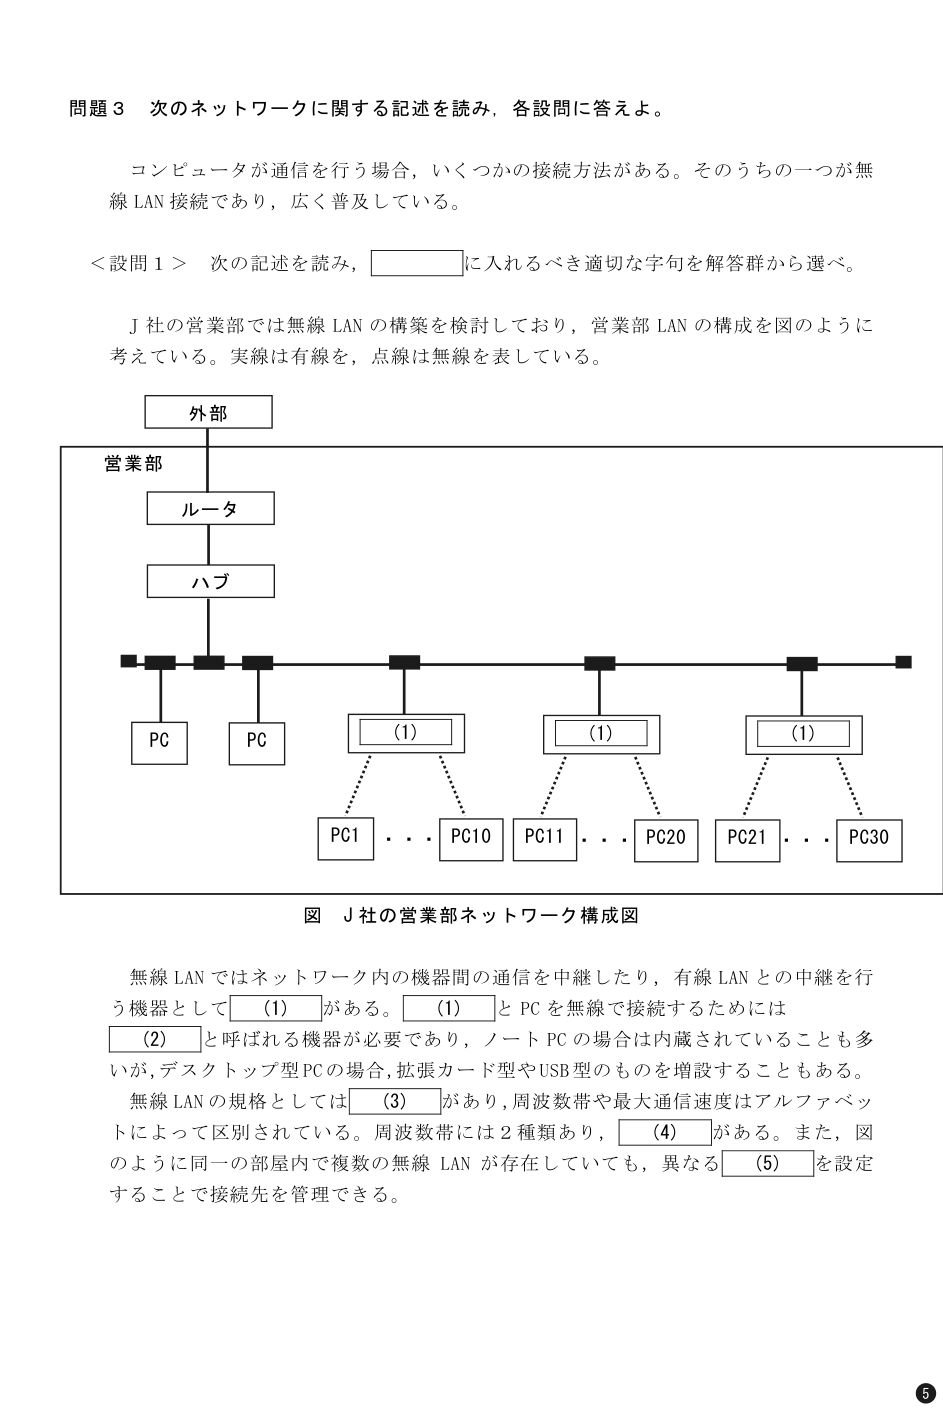 問題３　次のネットワークに関する記述を読み，各設問に答えよ。
コンピュータが通信を行う場合，いくつかの接続方法がある。そのうちの一つが無
線 LAN 接続であり，広く普及している。
＜設問１＞　次の記述を読み，　　　に入れるべき適切な字句を解答群から選べ。
Ｊ社の営業部では無線 LAN の構築を検討しており，営業部 LAN の構成を図のように
考えている。実線は有線を，点線は無線を表している。
外部
営業部
ルータ
ハブ
PC PC (1) (1) (1)
PC1 ・・・ PC10 PC11 ・・・ PC20 PC21 ・・・ PC30
図　Ｊ社の営業部ネットワーク構成図
無線 LAN ではネットワーク内の機器間の通信を中継したり，有線 LAN との中継を行
う機器として (1) がある。 (1) と PC を無線で接続するためには
(2) と呼ばれる機器が必要であり，ノート PC の場合は内蔵されていることも多
いが,デスクトップ型PCの場合,拡張カード型やUSB型のものを増設することもある。
無線 LAN の規格としては (3) があり,周波数帯や最大通信速度はアルファベッ
トによって区別されている。周波数帯には２種類あり， (4) がある。また，図
のように同一の部屋内で複数の無線 LAN が存在していても，異なる (5) を設定
することで接続先を管理できる。
5